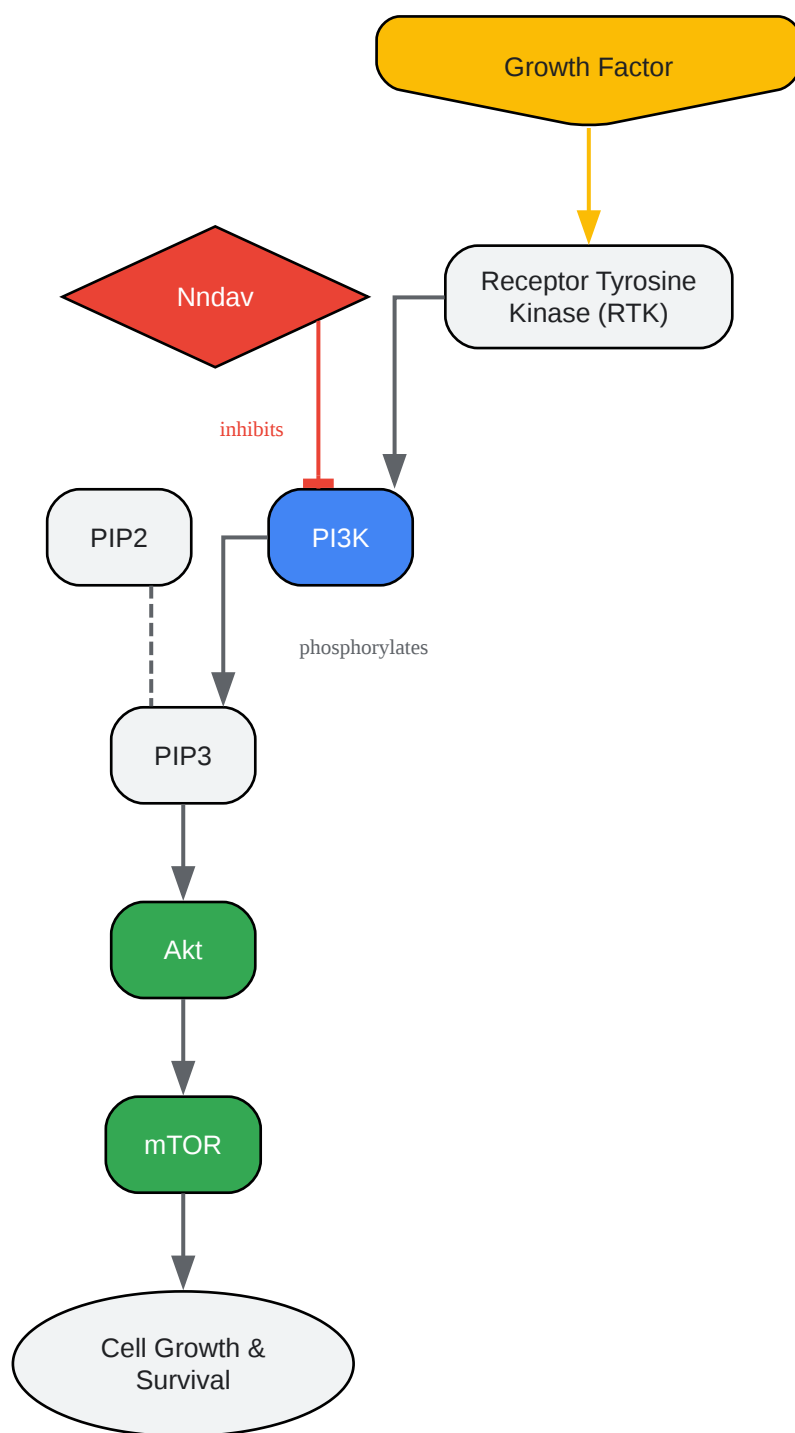 Growth Factor
Nndav
Receptor Tyrosine
Kinase (RTK)
inhibits
PIP2
PI3K
phosphorylates
PIP3
Akt
mTOR
Cell Growth &
Survival